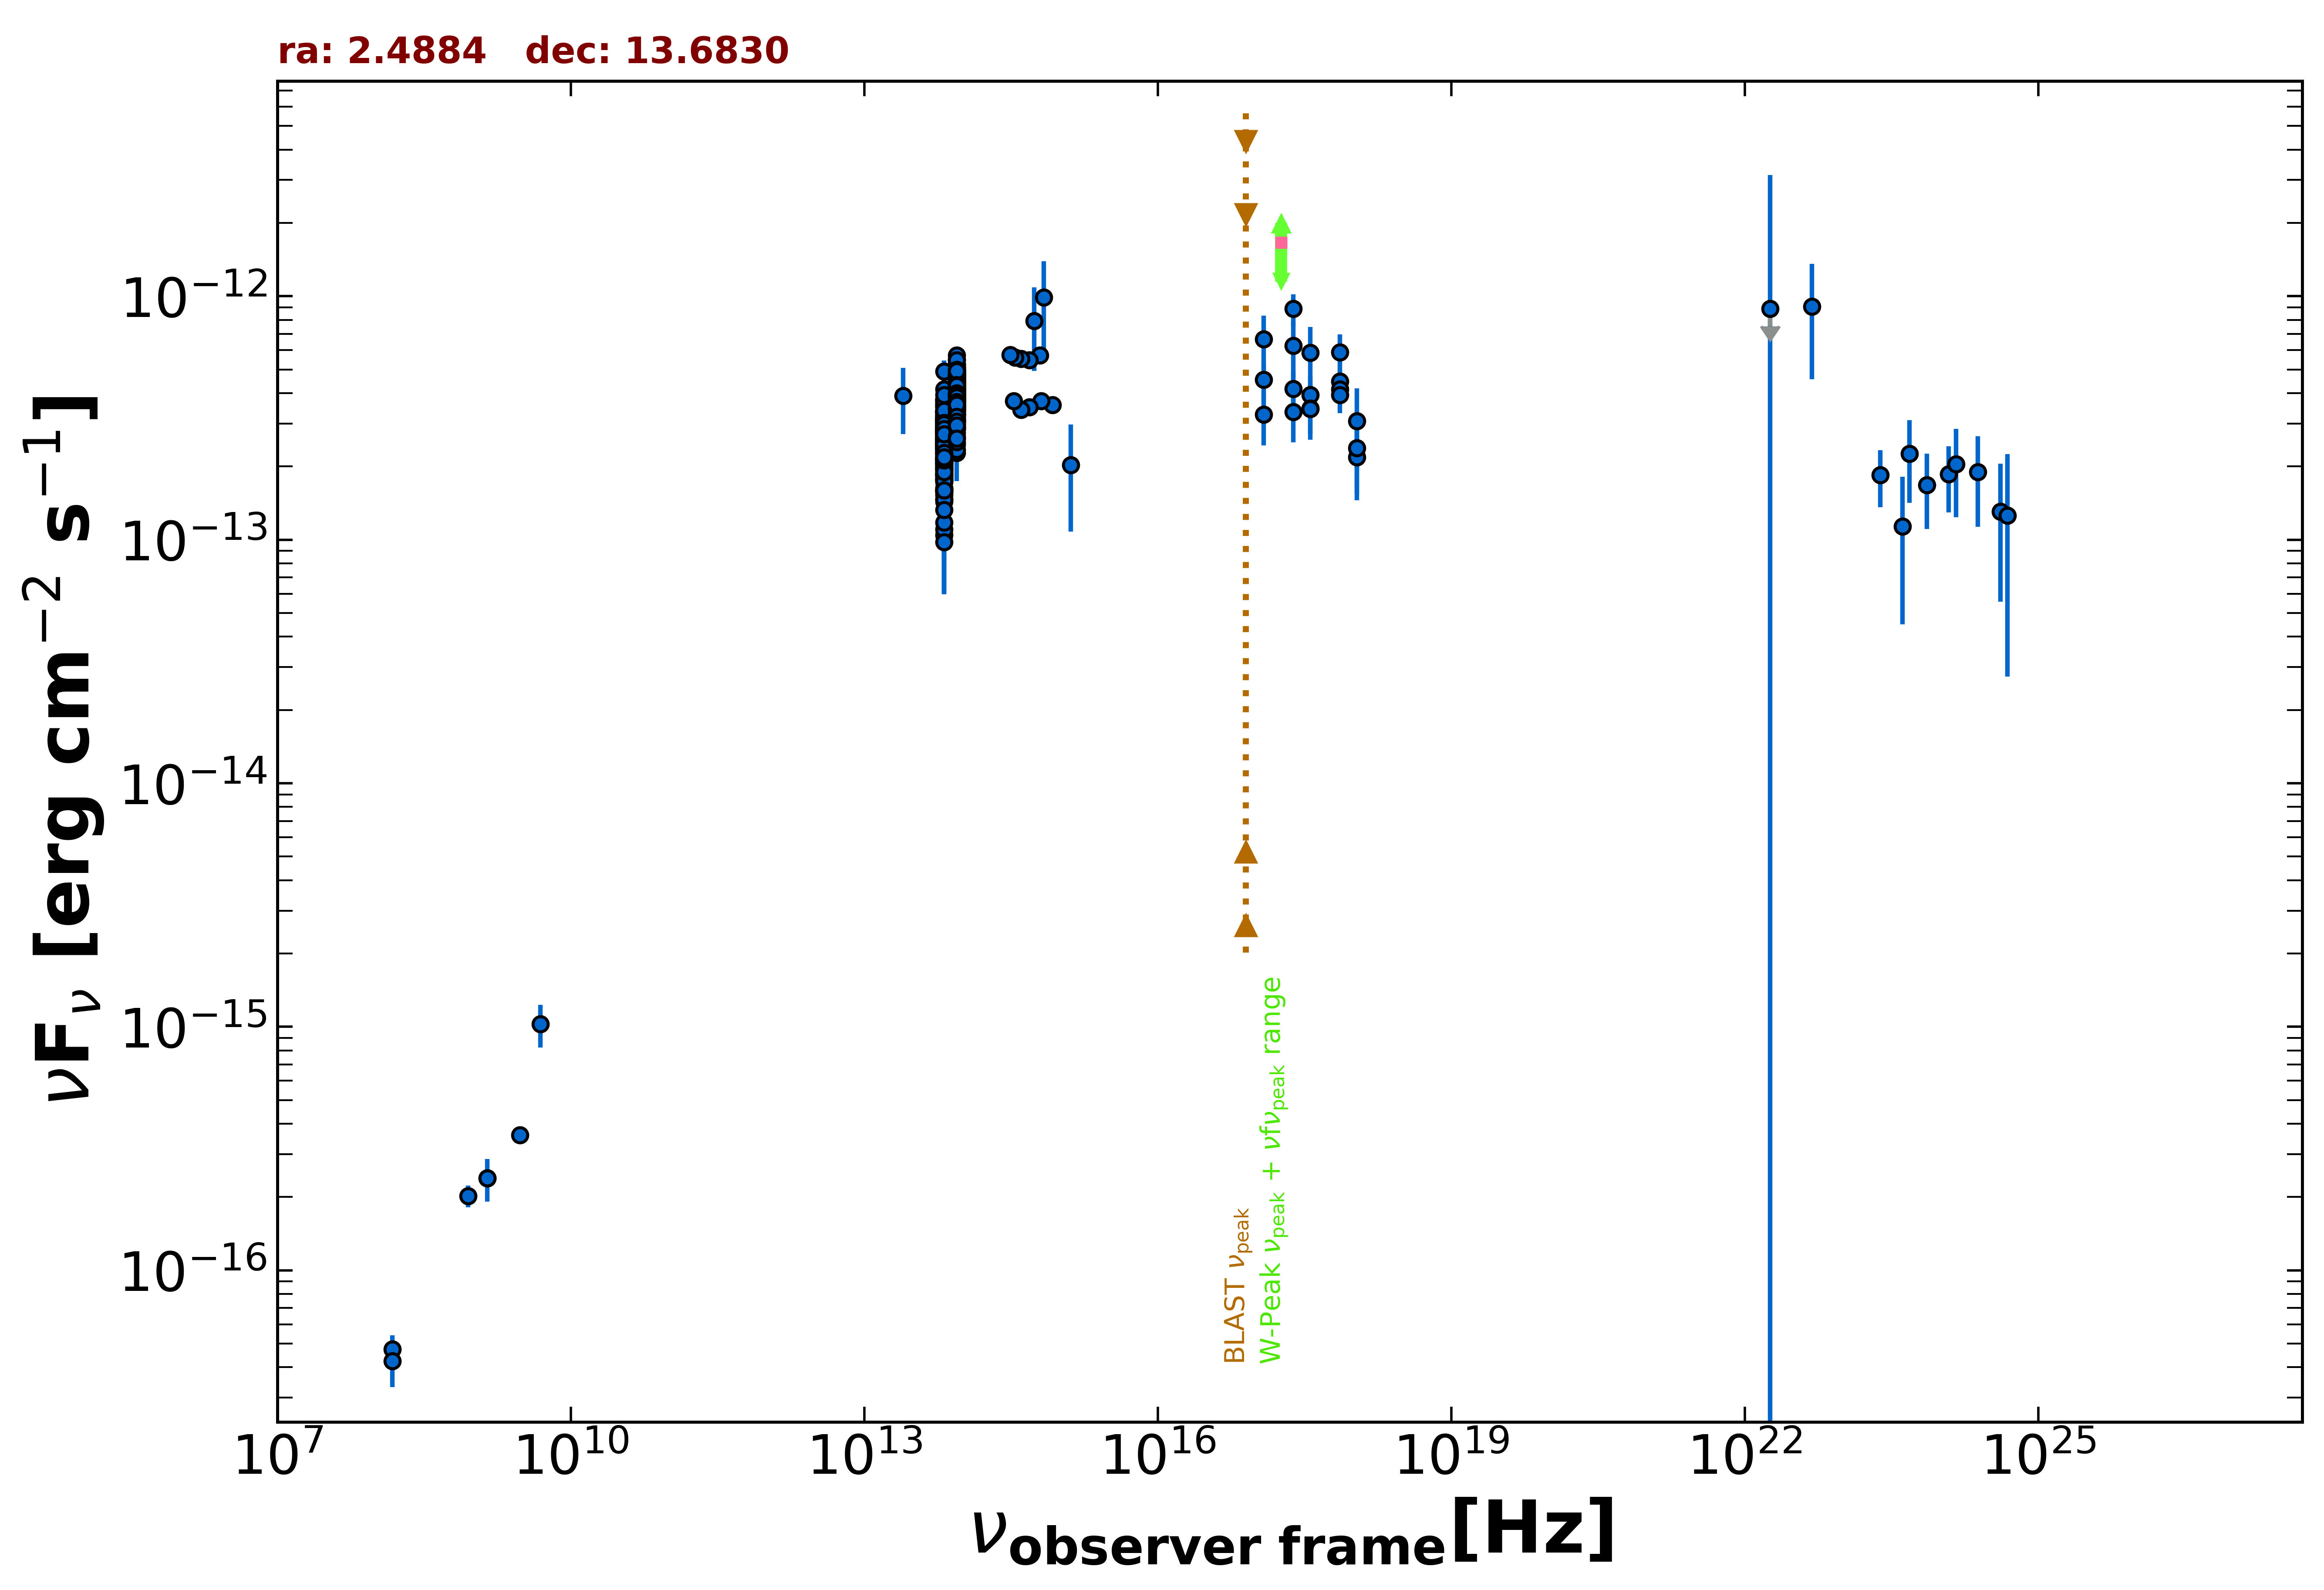 ra: 2.4884 dec: 13.6830
νF_ν [erg cm^−2 s^−1]
10^−12
10^−13
10^−14
10^−15
10^−16
BLAST ν_peak
W-Peak ν_peak + νfν_peak range
10^7 10^10 10^13 10^16 10^19 10^22 10^25
ν_observer frame [Hz]